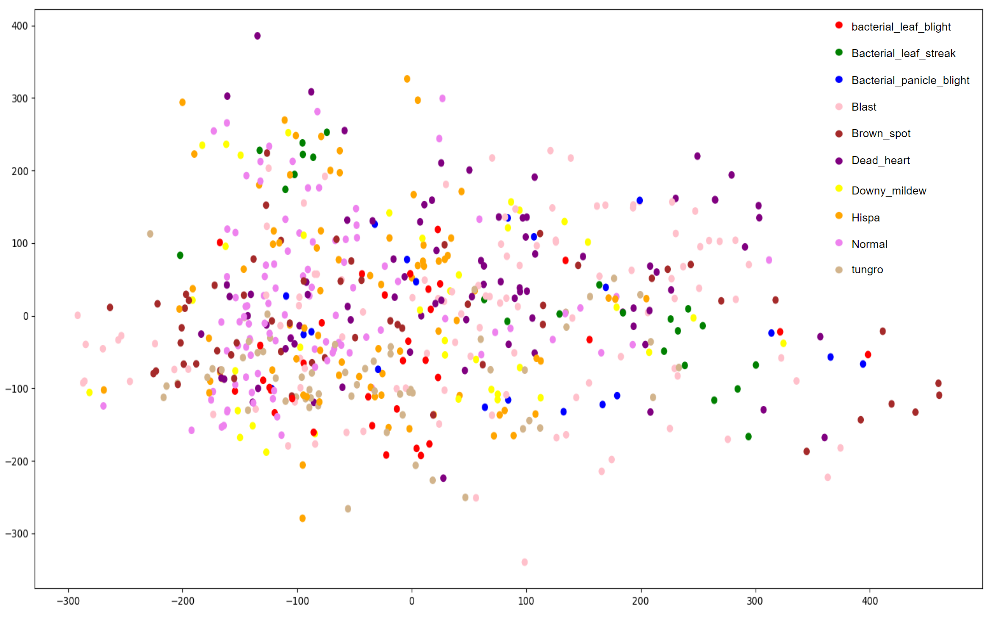 400
300
200
100
0
−100
−200
−300
−300
−200
−100
0
100
200
300
400
bacterial_leaf_blight
Bacterial_leaf_streak
Bacterial_panicle_blight
Blast
Brown_spot
Dead_heart
Downy_mildew
Hispa
Normal
tungro